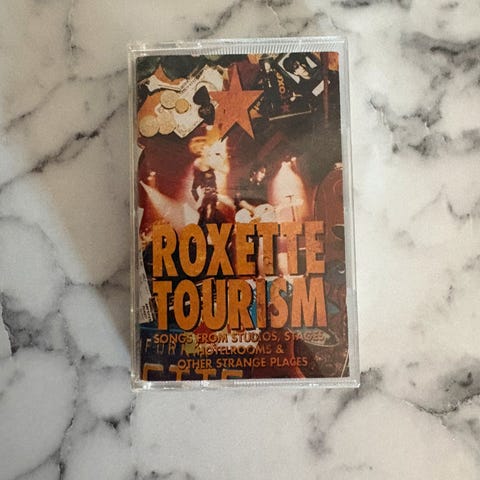 ROXETTE
TOURISM
SONGS FROM STUDIOS, STAGES,
HOTELROOMS &
OTHER STRANGE PLACES